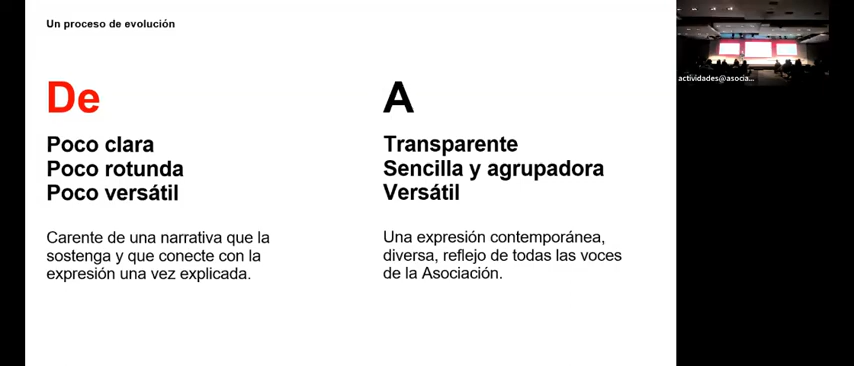 Un proceso de evolución
De
Poco clara
Poco rotunda
Poco versátil
Carente de una narrativa que la
sostenga y que conecte con la
expresión una vez explicada.
A
Transparente
Sencilla y agrupadora
Versátil
Una expresión contemporánea,
diversa, reflejo de todas las voces
de la Asociación.
actividades@asocia...